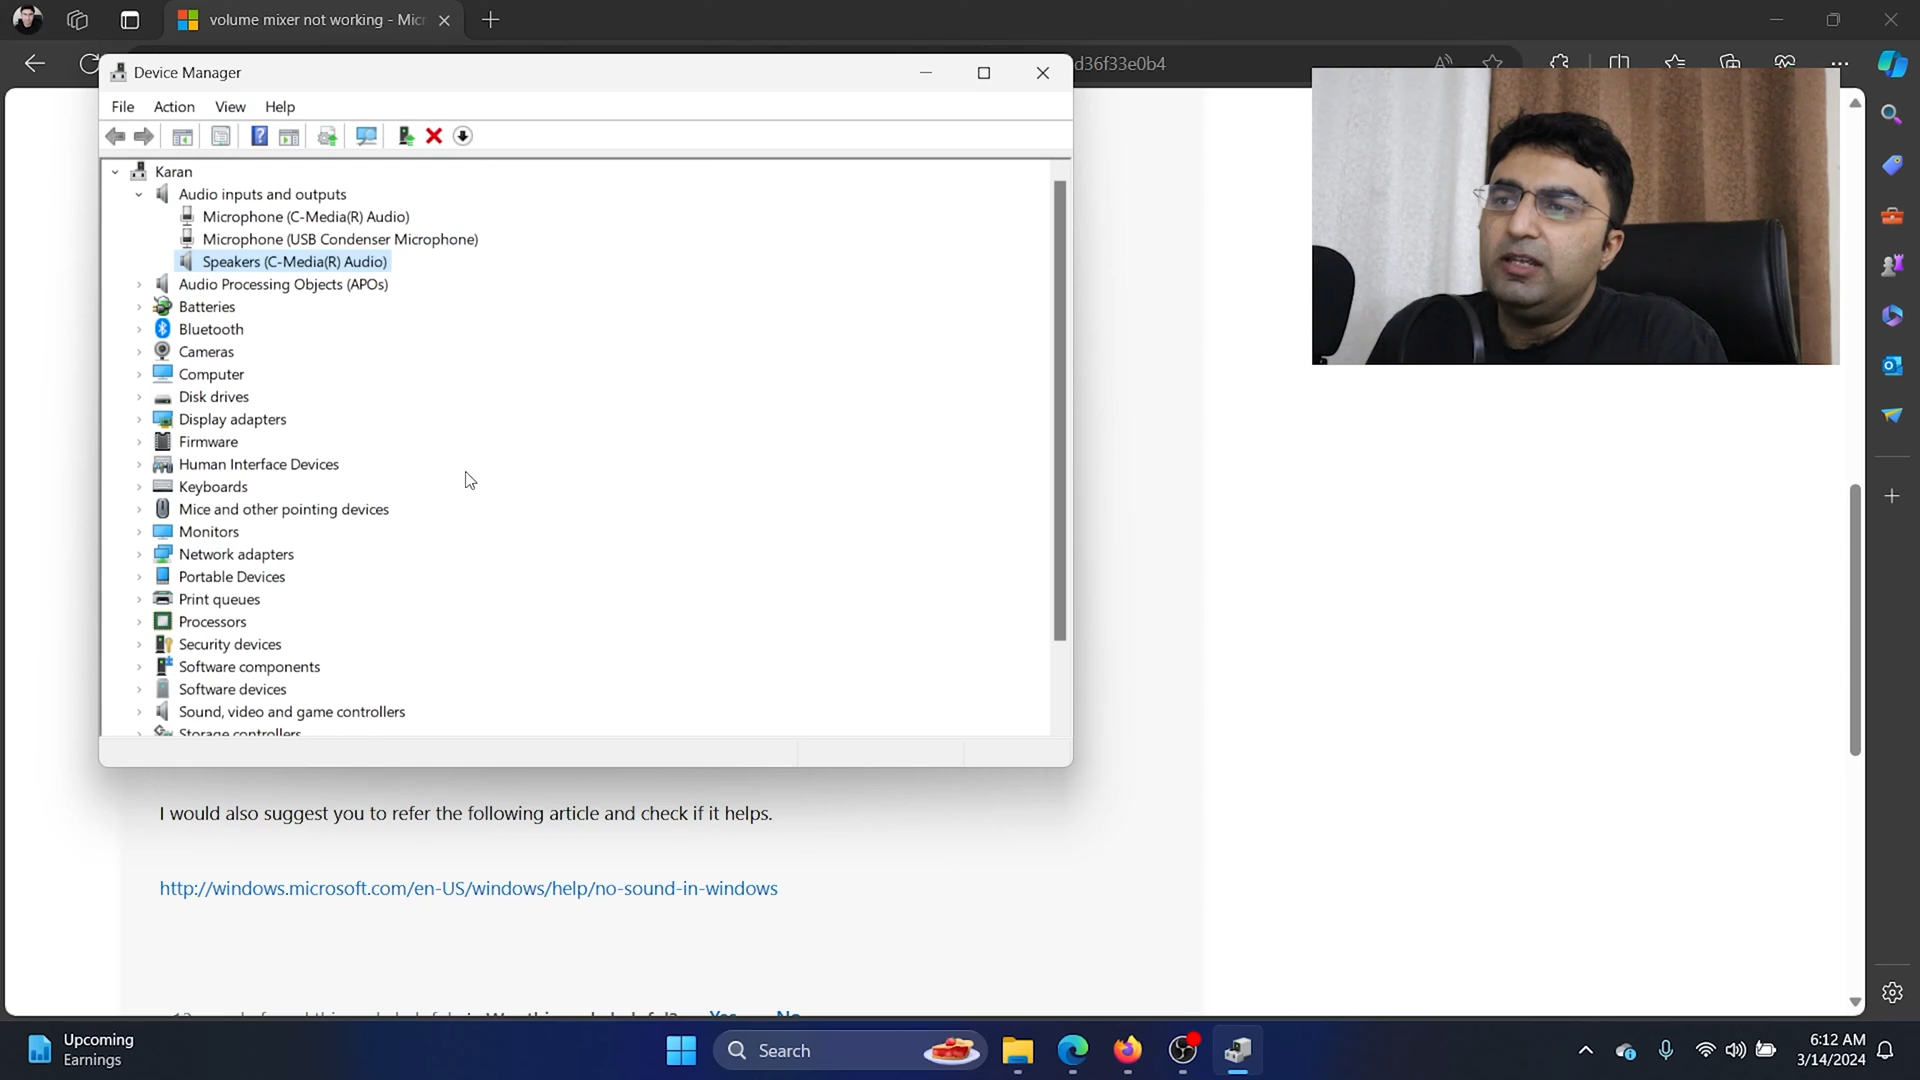 volume mixer not working - Micr
d36f33e0b4
Device Manager
File Action View Help
Karan
Audio inputs and outputs
Microphone (C-Media(R) Audio)
Microphone (USB Condenser Microphone)
Speakers (C-Media(R) Audio)
Audio Processing Objects (APOs)
Batteries
Bluetooth
Cameras
Computer
Disk drives
Display adapters
Firmware
Human Interface Devices
Keyboards
Mice and other pointing devices
Monitors
Network adapters
Portable Devices
Print queues
Processors
Security devices
Software components
Software devices
Sound, video and game controllers
Storage controllers
I would also suggest you to refer the following article and check if it helps.
http://windows.microsoft.com/en-US/windows/help/no-sound-in-windows
Yes No
Upcoming
Earnings
Search
6:12 AM
3/14/2024